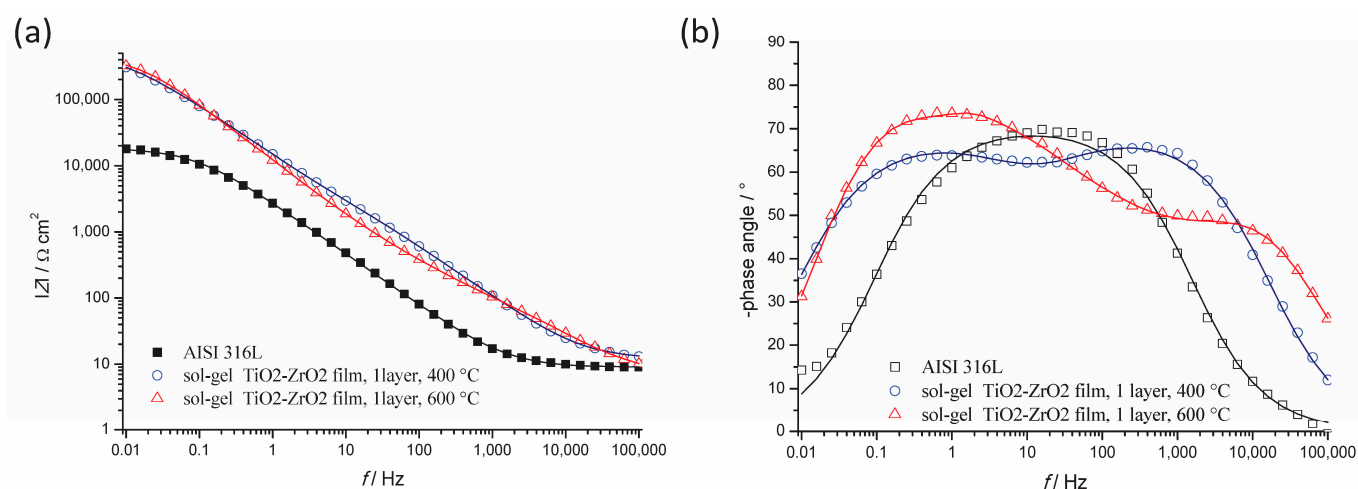 (a)
(b)
100,000
10,000
1,000
100
10
1
|Z| / Ω cm²
AISI 316L
sol-gel TiO2-ZrO2 film, 1layer, 400 °C
sol-gel TiO2-ZrO2 film, 1layer, 600 °C
0.01 0.1 1 10 100 1,000 10,000 100,000
f / Hz
90
80
70
60
50
40
30
20
10
0
-phase angle / °
AISI 316L
sol-gel TiO2-ZrO2 film, 1 layer, 400 °C
sol-gel TiO2-ZrO2 film, 1 layer, 600 °C
0.01 0.1 1 10 100 1,000 10,000 100,000
f / Hz